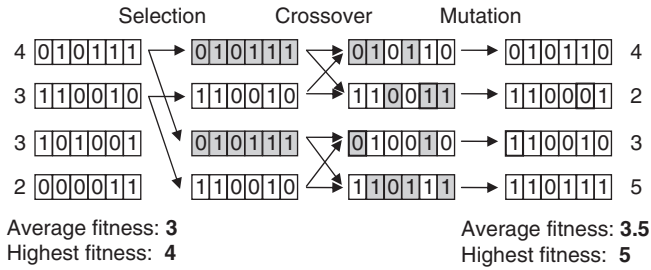 Selection Crossover Mutation
4 010111 010111 010110 010110 4
3 110010 110010 110011 110001 2
3 101001 010111 010010 110010 3
2 000011 110010 110111 110111 5
Average fitness: 3 Average fitness: 3.5
Highest fitness: 4 Highest fitness: 5